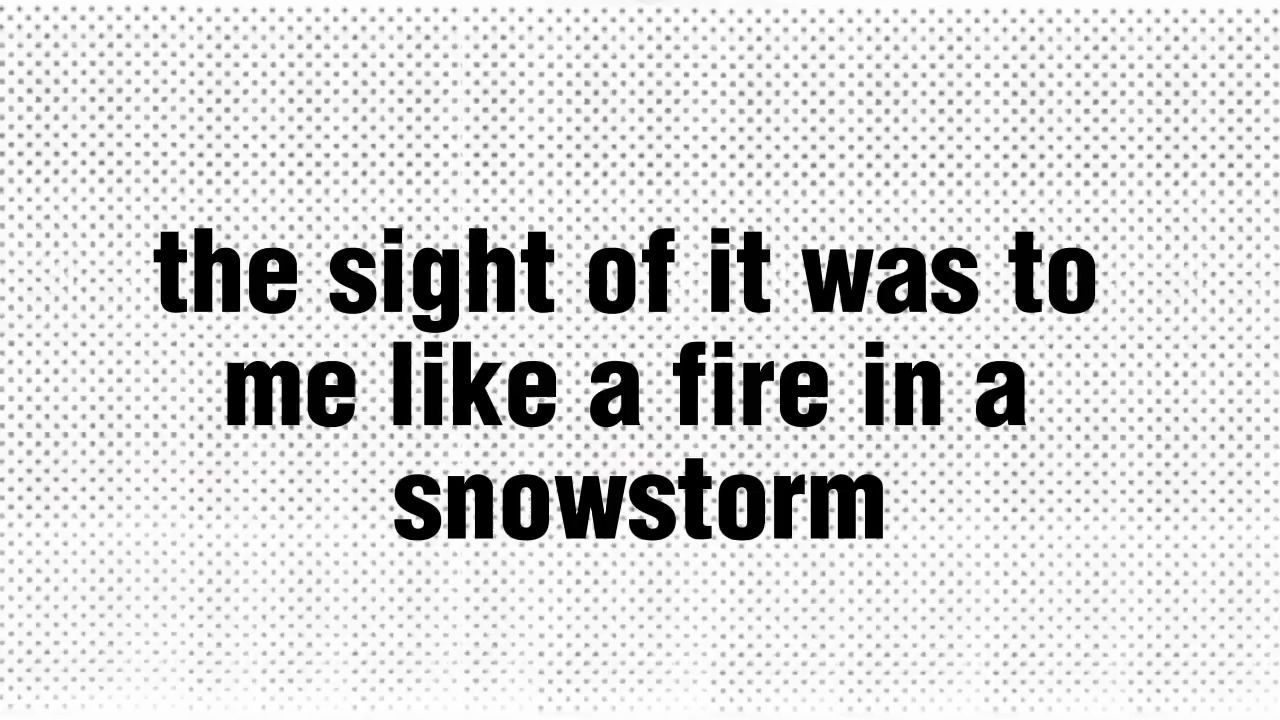 the sight of it was to
me like a fire in a
snowstorm